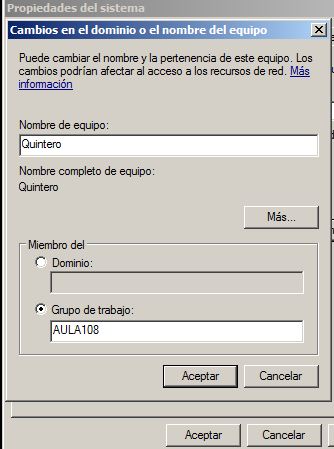 Propiedades del sistema
Cambios en el dominio o el nombre del equipo
Puede cambiar el nombre y la pertenencia de este equipo. Los
cambios podrían afectar al acceso a los recursos de red. Más
información
Nombre de equipo:
Quintero
Nombre completo de equipo:
Quintero
Más...
Miembro del
Dominio:
Grupo de trabajo:
AULA108
Aceptar
Cancelar
Aceptar
Cancelar